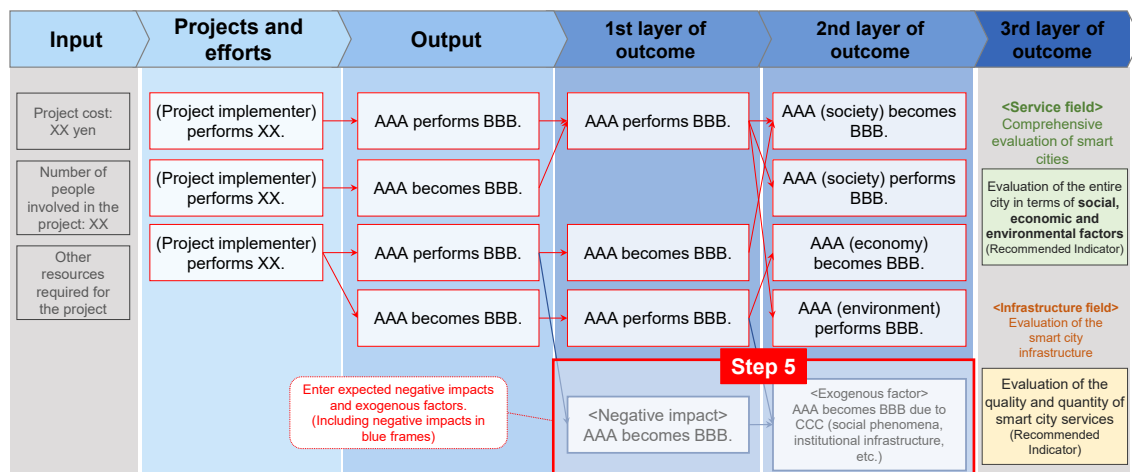 Input
Projects and
efforts
Output
1st layer of
outcome
2nd layer of
outcome
3rd layer of
outcome
Project cost:
XX yen
Number of
people
involved in the
project: XX
Other
resources
required for
the project
(Project implementer)
performs XX.
(Project implementer)
performs XX.
(Project implementer)
performs XX.
AAA performs BBB.
AAA becomes BBB.
AAA performs BBB.
AAA becomes BBB.
AAA performs BBB.
AAA becomes BBB.
AAA performs BBB.
AAA (society) becomes
BBB.
AAA (society) performs
BBB.
AAA (economy)
becomes BBB.
AAA (environment)
performs BBB.
<Service field>
Comprehensive
evaluation of smart
cities
Evaluation of the entire
city in terms of social,
economic and
environmental factors
(Recommended Indicator)
<Infrastructure field>
Evaluation of the
smart city
infrastructure
Evaluation of the
quality and quantity of
smart city services
(Recommended
Indicator)
Step 5
Enter expected negative impacts
and exogenous factors.
(Including negative impacts in
blue frames)
<Negative impact>
AAA becomes BBB.
<Exogenous factor>
AAA becomes BBB due to
CCC (social phenomena,
institutional infrastructure,
etc.)